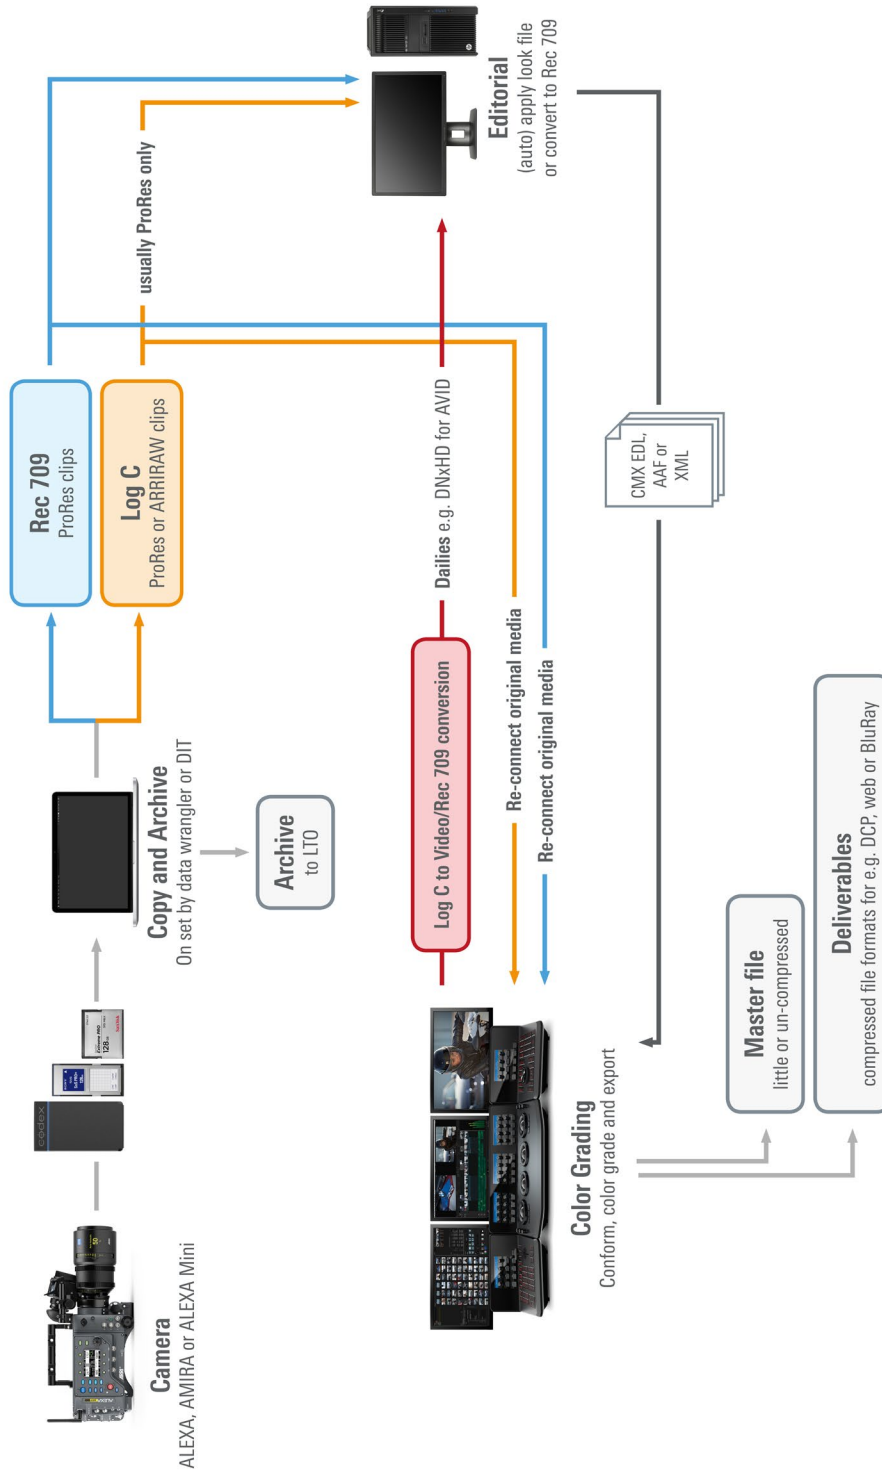 Camera
ALEXA, AMIRA or ALEXA Mini
codex
128GB
SanDisk
Copy and Archive
On set by data wrangler or DIT
Archive
to LTO
Rec 709
ProRes clips
Log C
ProRes or ARRIRAW clips
usually ProRes only
Editorial
(auto) apply look file
or convert to Rec 709
Log C to Video/Rec 709 conversion
Dailies e.g. DNxHD for AVID
Re-connect original media
Re-connect original media
CMX EDL,
AAF or
XML
Color Grading
Conform, color grade and export
Master file
little or un-compressed
Deliverables
compressed file formats for e.g. DCP, web or BluRay